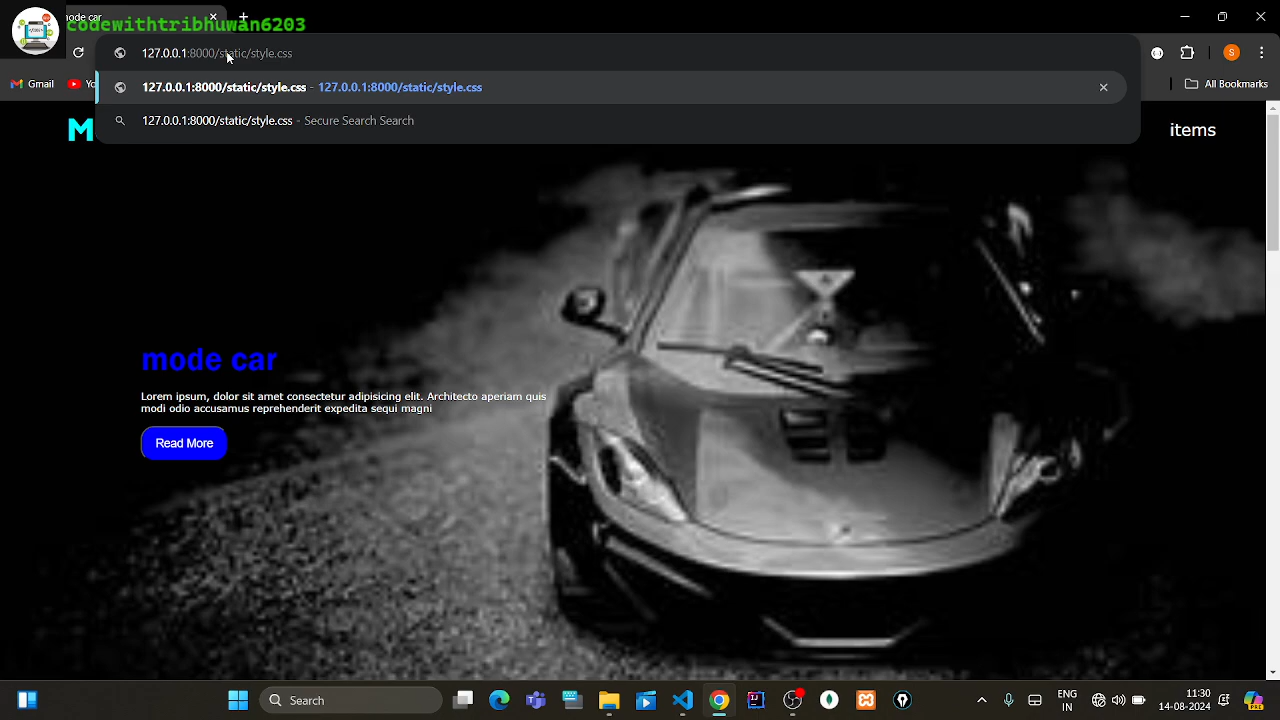 mode car
codewithtribhuwan6203
127.0.0.1:8000/static/style.css
Gmail
Yo
All Bookmarks
S
127.0.0.1:8000/static/style.css - 127.0.0.1:8000/static/style.css
127.0.0.1:8000/static/style.css - Secure Search Search
M
items
mode car
Lorem ipsum, dolor sit amet consectetur adipisicing elit. Architecto aperiam quis
modi odio accusamus reprehenderit expedita sequi magni
Read More
Search
ENG
IN
11:30
14-08-2024